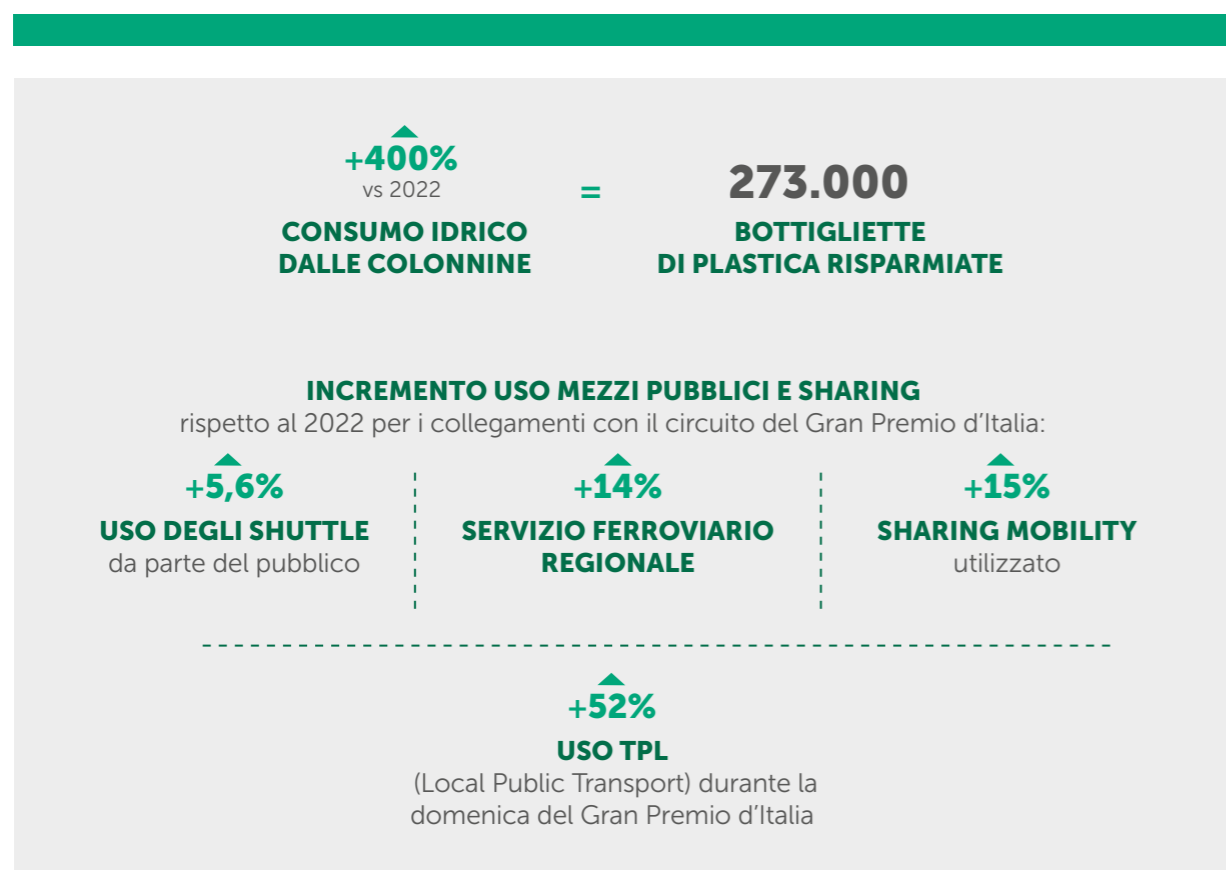 +400%
vs 2022
=
273.000
CONSUMO IDRICO
DALLE COLONNINE
BOTTIGLIETTE
DI PLASTICA RISPARMIATE
INCREMENTO USO MEZZI PUBBLICI E SHARING
rispetto al 2022 per i collegamenti con il circuito del Gran Premio d’Italia:
+5,6%
USO DEGLI SHUTTLE
da parte del pubblico
+14%
SERVIZIO FERROVIARIO
REGIONALE
+15%
SHARING MOBILITY
utilizzato
+52%
USO TPL
(Local Public Transport) durante la
domenica del Gran Premio d’Italia